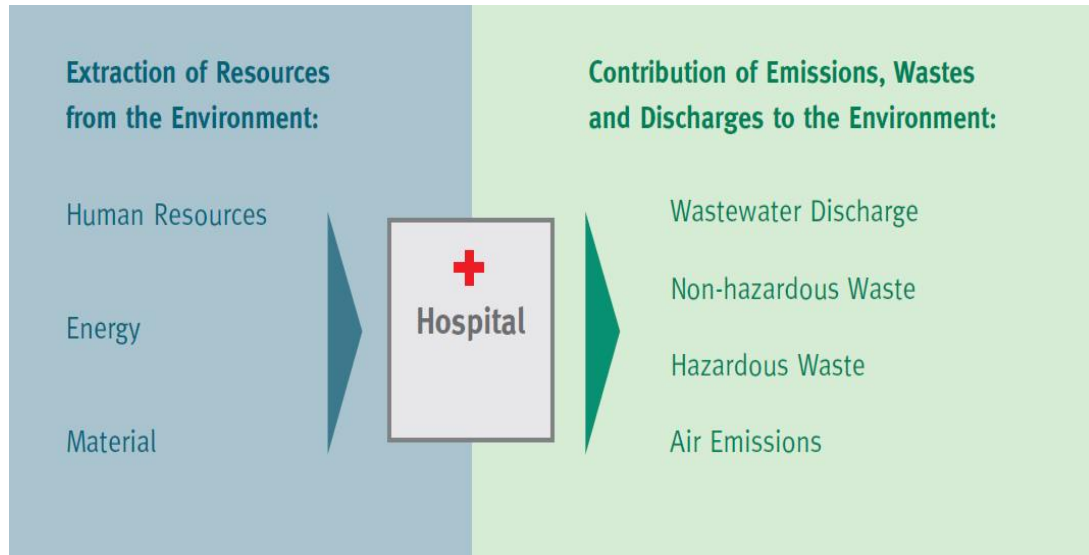 Extraction of Resources
from the Environment:
Human Resources
Energy
Material
Hospital
Contribution of Emissions, Wastes
and Discharges to the Environment:
Wastewater Discharge
Non-hazardous Waste
Hazardous Waste
Air Emissions